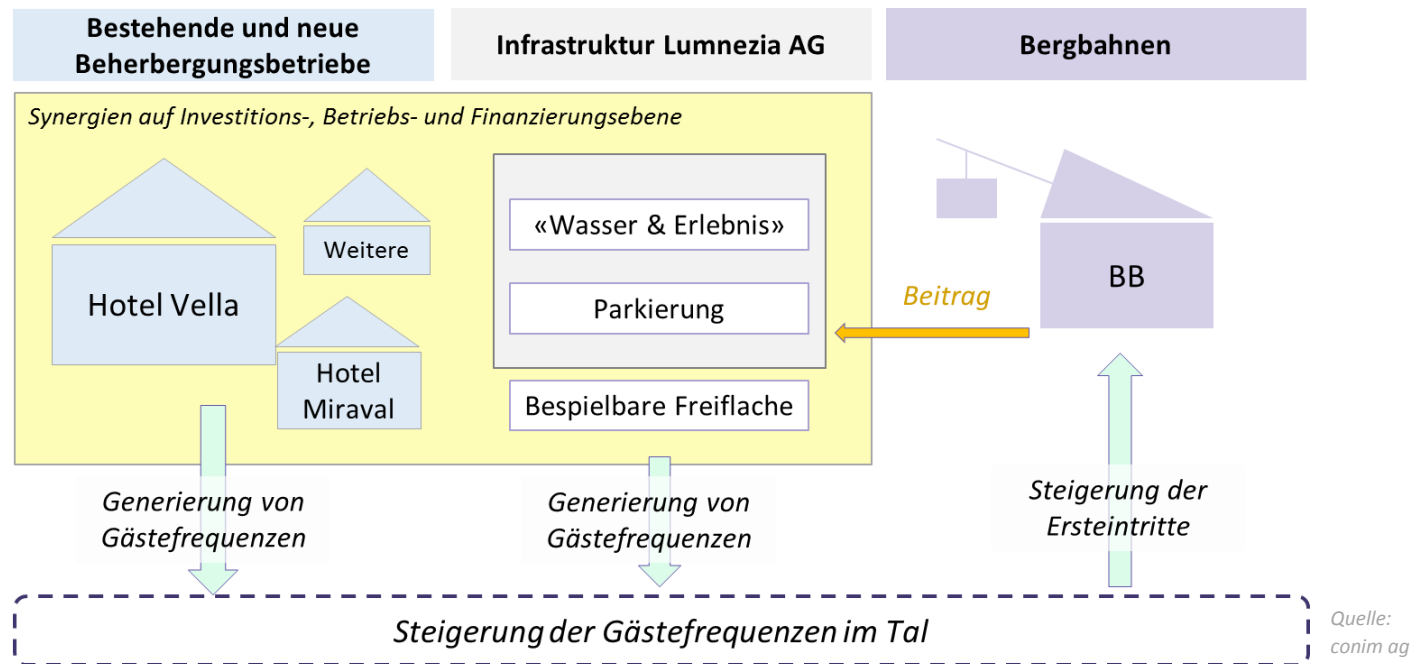 Bestehende und neue
Beherbergungsbetriebe
Infrastruktur Lumnezia AG
Bergbahnen
Synergien auf Investitions-, Betriebs- und Finanzierungsebene
Weitere
Hotel Vella
Hotel
Miraval
«Wasser & Erlebnis»
Parkierung
Bespielbare Freiflache
Beitrag
BB
Generierung von
Gästefrequenzen
Generierung von
Gästefrequenzen
Steigerung der
Ersteintritte
Steigerung der Gästefrequenzen im Tal
Quelle:
conim ag